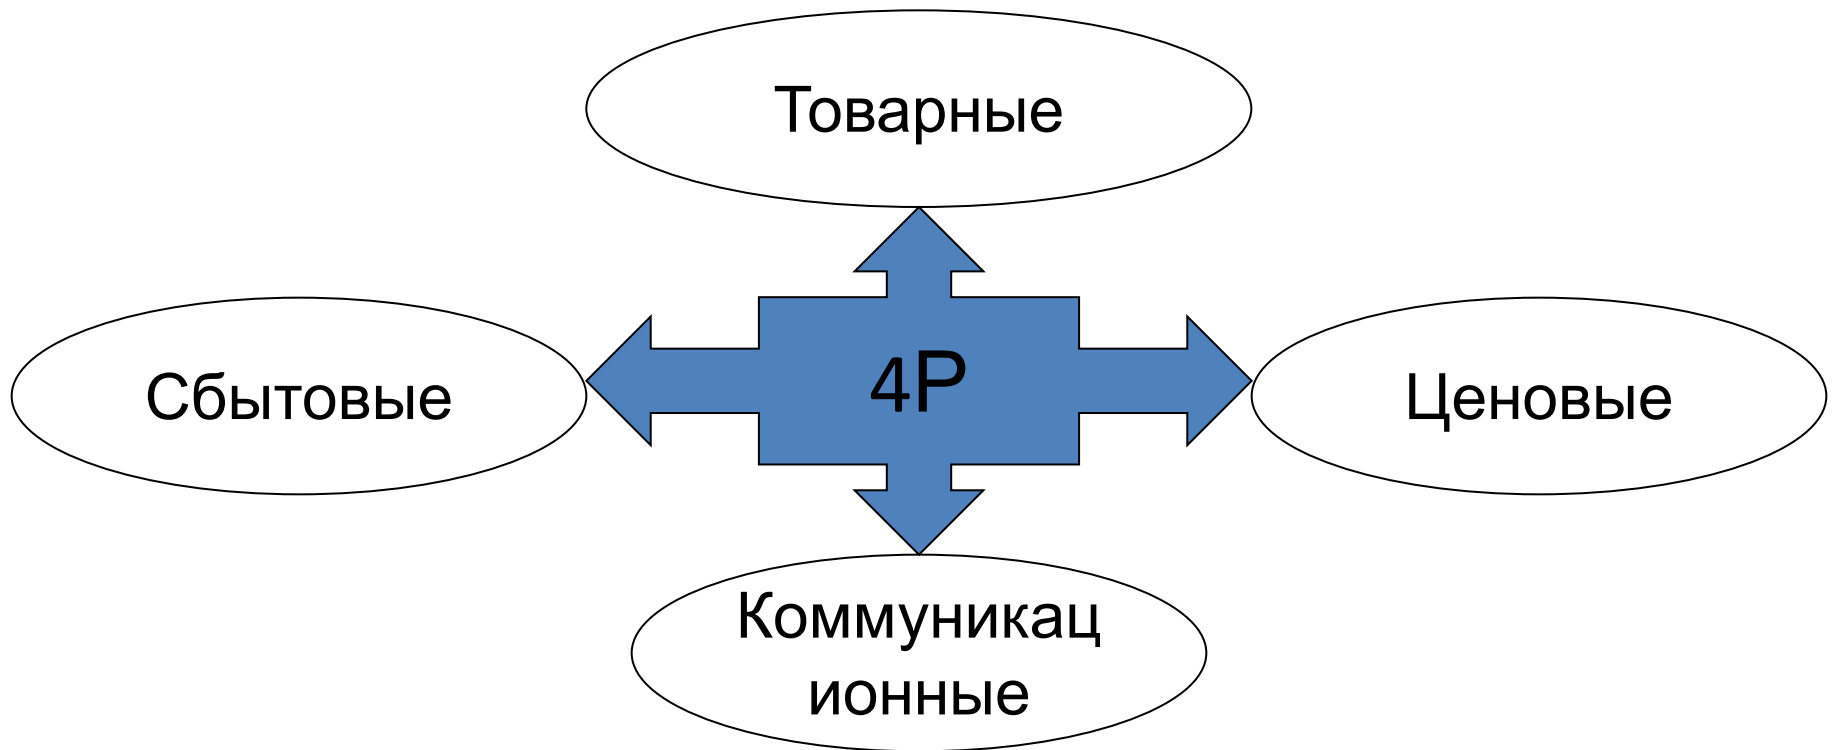 Товарные
Сбытовые
4P
Ценовые
Коммуникац
ионные